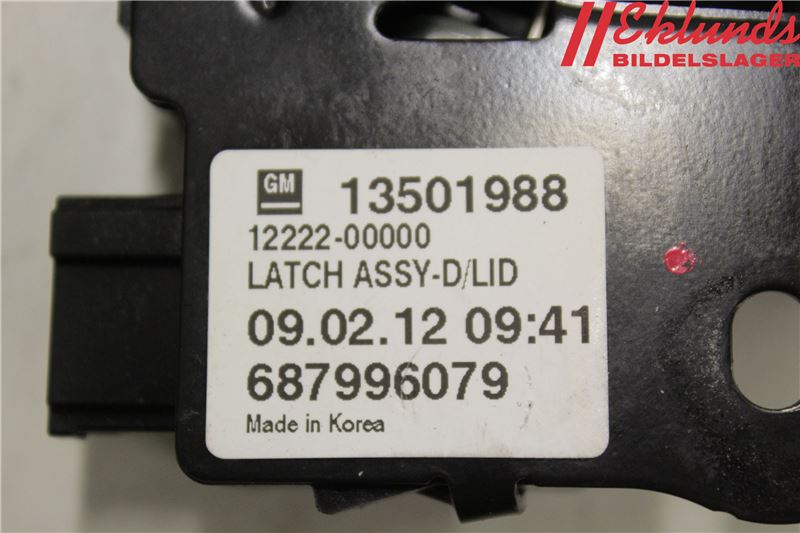 Eklunds
BILDELSLAGER
GM 13501988
12222-00000
LATCH ASSY-D/LID
09.02.12 09:41
687996079
Made in Korea